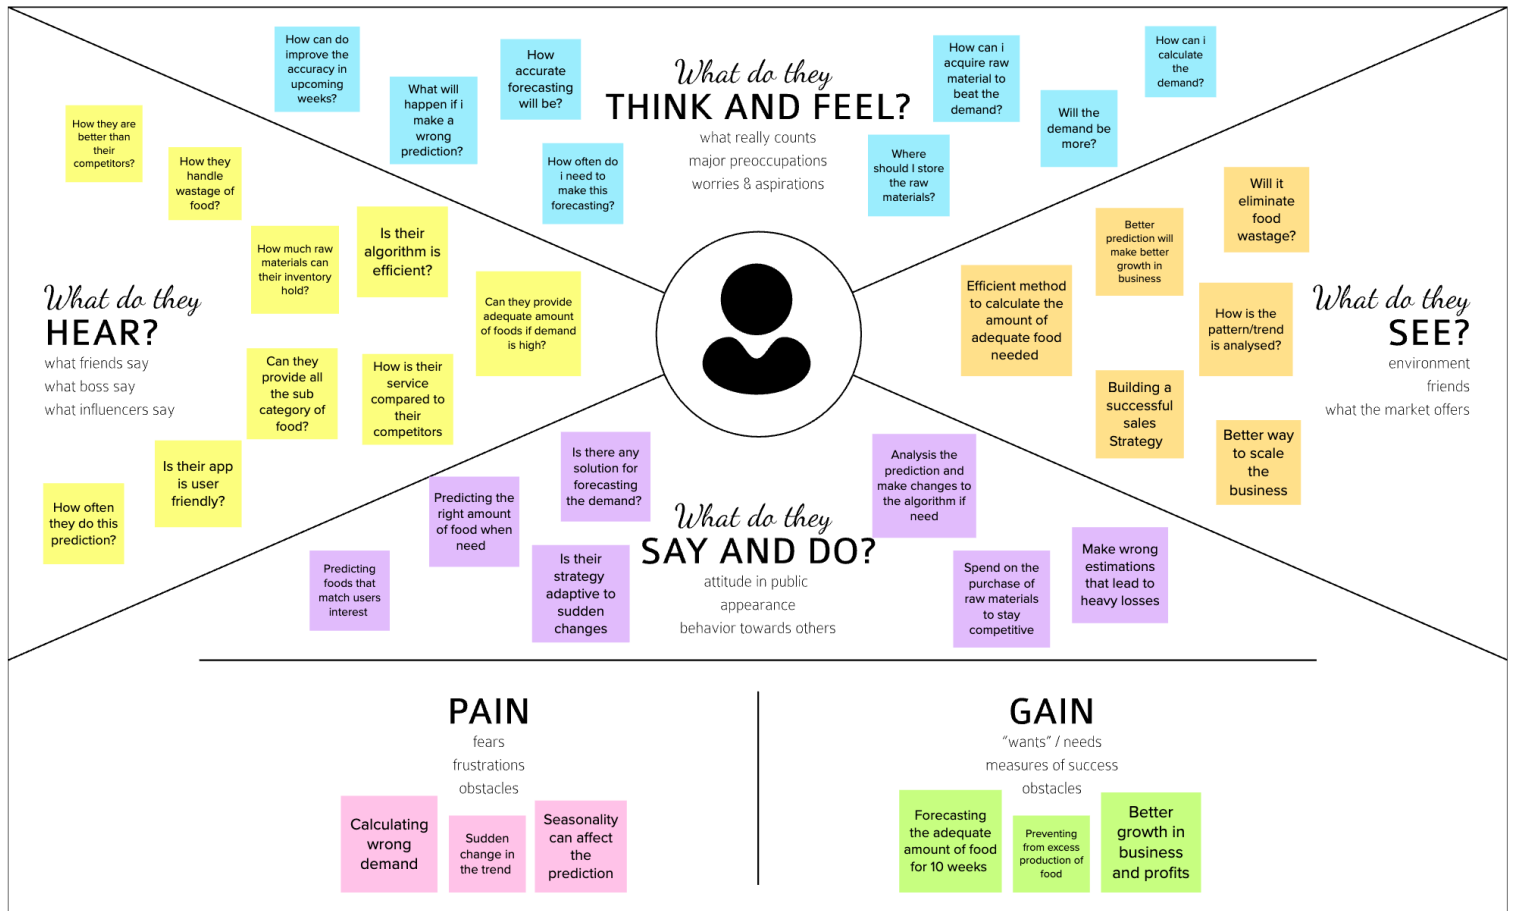 How can do
improve the
accuracy in
upcoming
weeks?
What will
happen if i
make a
wrong
prediction?
How
accurate
forecasting
will be?
How often do
i need to
make this
forecasting?
What do they
THINK AND FEEL?
what really counts
major preoccupations
worries & aspirations
How can i
acquire raw
material to
beat the
demand?
Where
should I store
the raw
materials?
Will the
demand be
more?
How can i
calculate
the
demand?
How they are
better than
their
competitors?
How they
handle
wastage of
food?
How much raw
materials can
their inventory
hold?
Is their
algorithm is
efficient?
Can they provide
adequate amount
of foods if demand
is high?
What do they
HEAR?
what friends say
what boss say
what influencers say
Can they
provide all
the sub
category of
food?
How is their
service
compared to
their
competitors
Is their app
is user
friendly?
How often
they do this
prediction?
Will it
eliminate
food
wastage?
Better
prediction will
make better
growth in
business
Efficient method
to calculate the
amount of
adequate food
needed
How is the
pattern/trend
is analysed?
What do they
SEE?
environment
friends
what the market offers
Building a
successful
sales
Strategy
Better way
to scale
the
business
Is there any
solution for
forecasting
the demand?
Predicting the
right amount
of food when
need
Predicting
foods that
match users
interest
Is their
strategy
adaptive to
sudden
changes
What do they
SAY AND DO?
attitude in public
appearance
behavior towards others
Analysis the
prediction and
make changes to
the algorithm if
need
Spend on the
purchase of
raw materials
to stay
competitive
Make wrong
estimations
that lead to
heavy losses
PAIN
fears
frustrations
obstacles
Calculating
wrong
demand
Sudden
change in
the trend
Seasonality
can affect
the
prediction
GAIN
“wants” / needs
measures of success
obstacles
Forecasting
the adequate
amount of food
for 10 weeks
Preventing
from excess
production of
food
Better
growth in
business
and profits